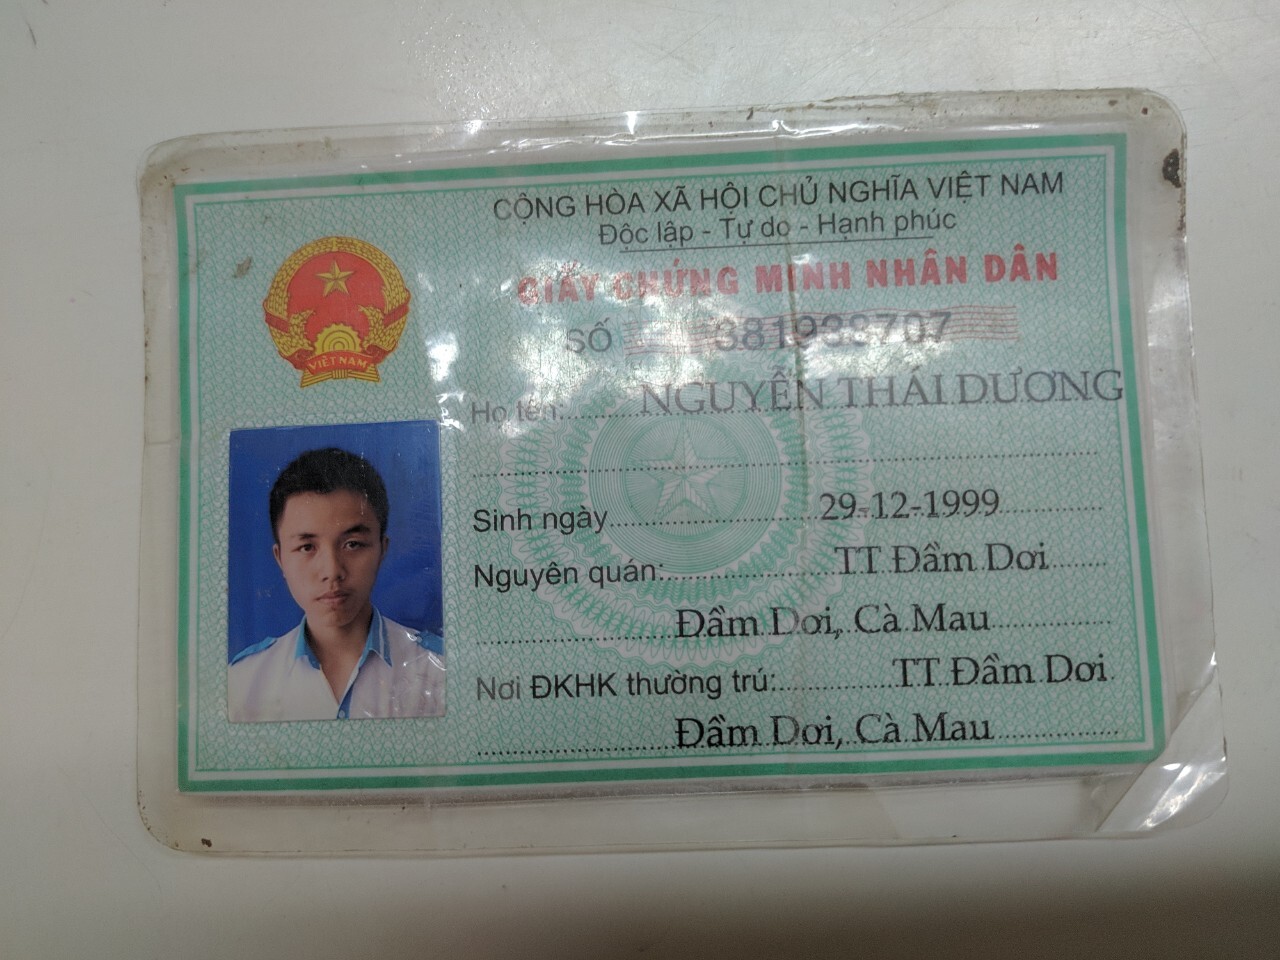 CỘNG HÒA XÃ HỘI CHỦ NGHĨA VIỆT NAM
Độc lập - Tự do - Hạnh phúc
GIẤY CHỨNG MINH NHÂN DÂN
SỐ 381938707
Họ tên: NGUYỄN THÁI DƯƠNG
Sinh ngày 29-12-1999
Nguyên quán: TT Đầm Dơi
Đầm Dơi, Cà Mau
Nơi ĐKHK thường trú: TT Đầm Dơi
Đầm Dơi, Cà Mau
VIỆT NAM